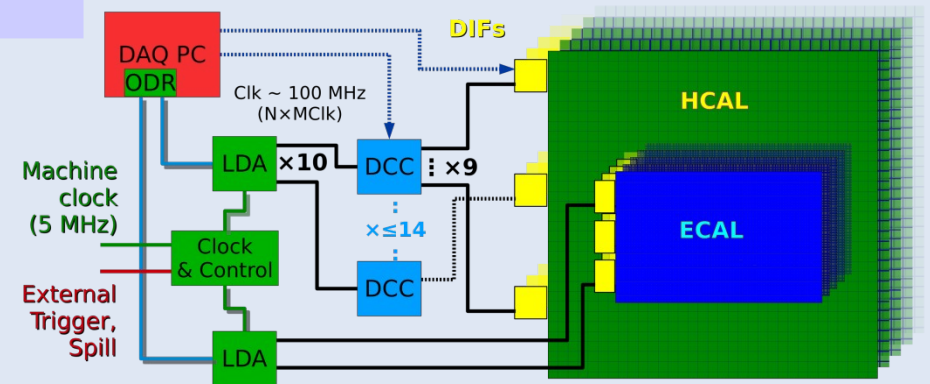 DIFs
DAQ PC
ODR
Clk ~ 100 MHz
(N×MClk)
HCAL
LDA
×10
DCC
⋮ ×9
Machine
clock
(5 MHz)
×≤14
ECAL
Clock
& Control
DCC
External
Trigger,
Spill
LDA